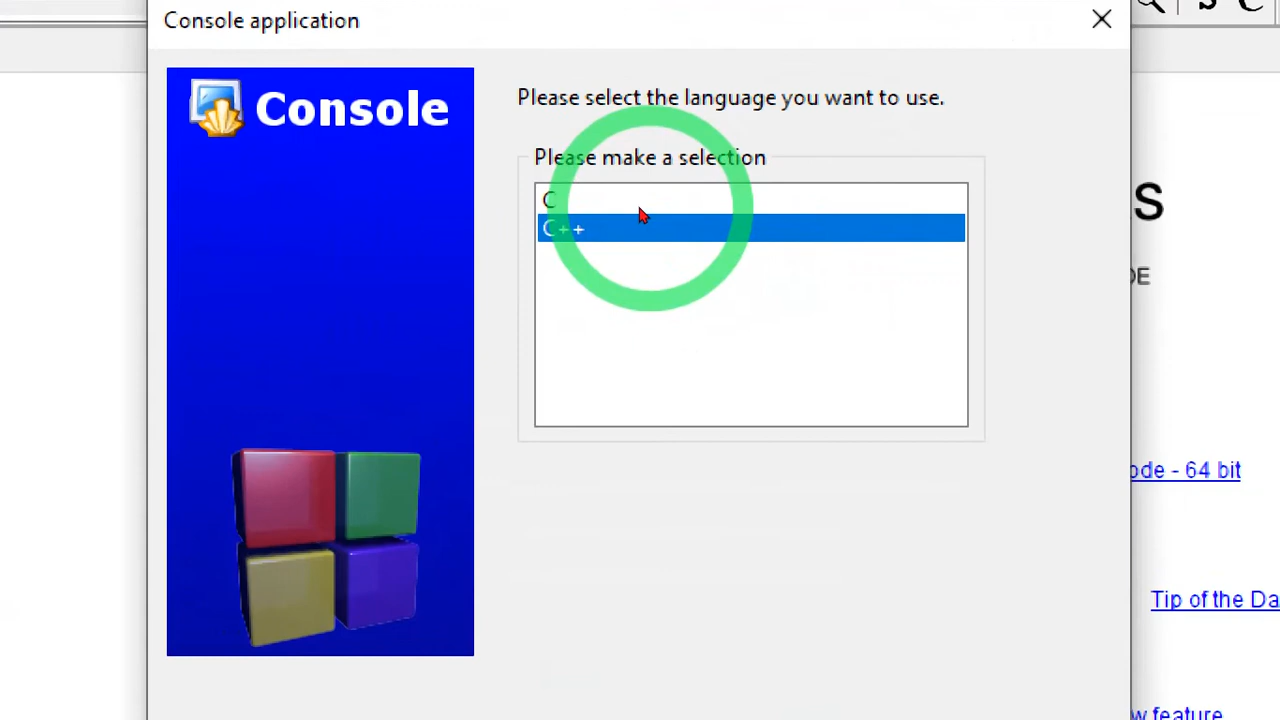 Console application
Console
Please select the language you want to use.
Please make a selection
C
C++
S
DE
ode - 64 bit
Tip of the Da
w feature